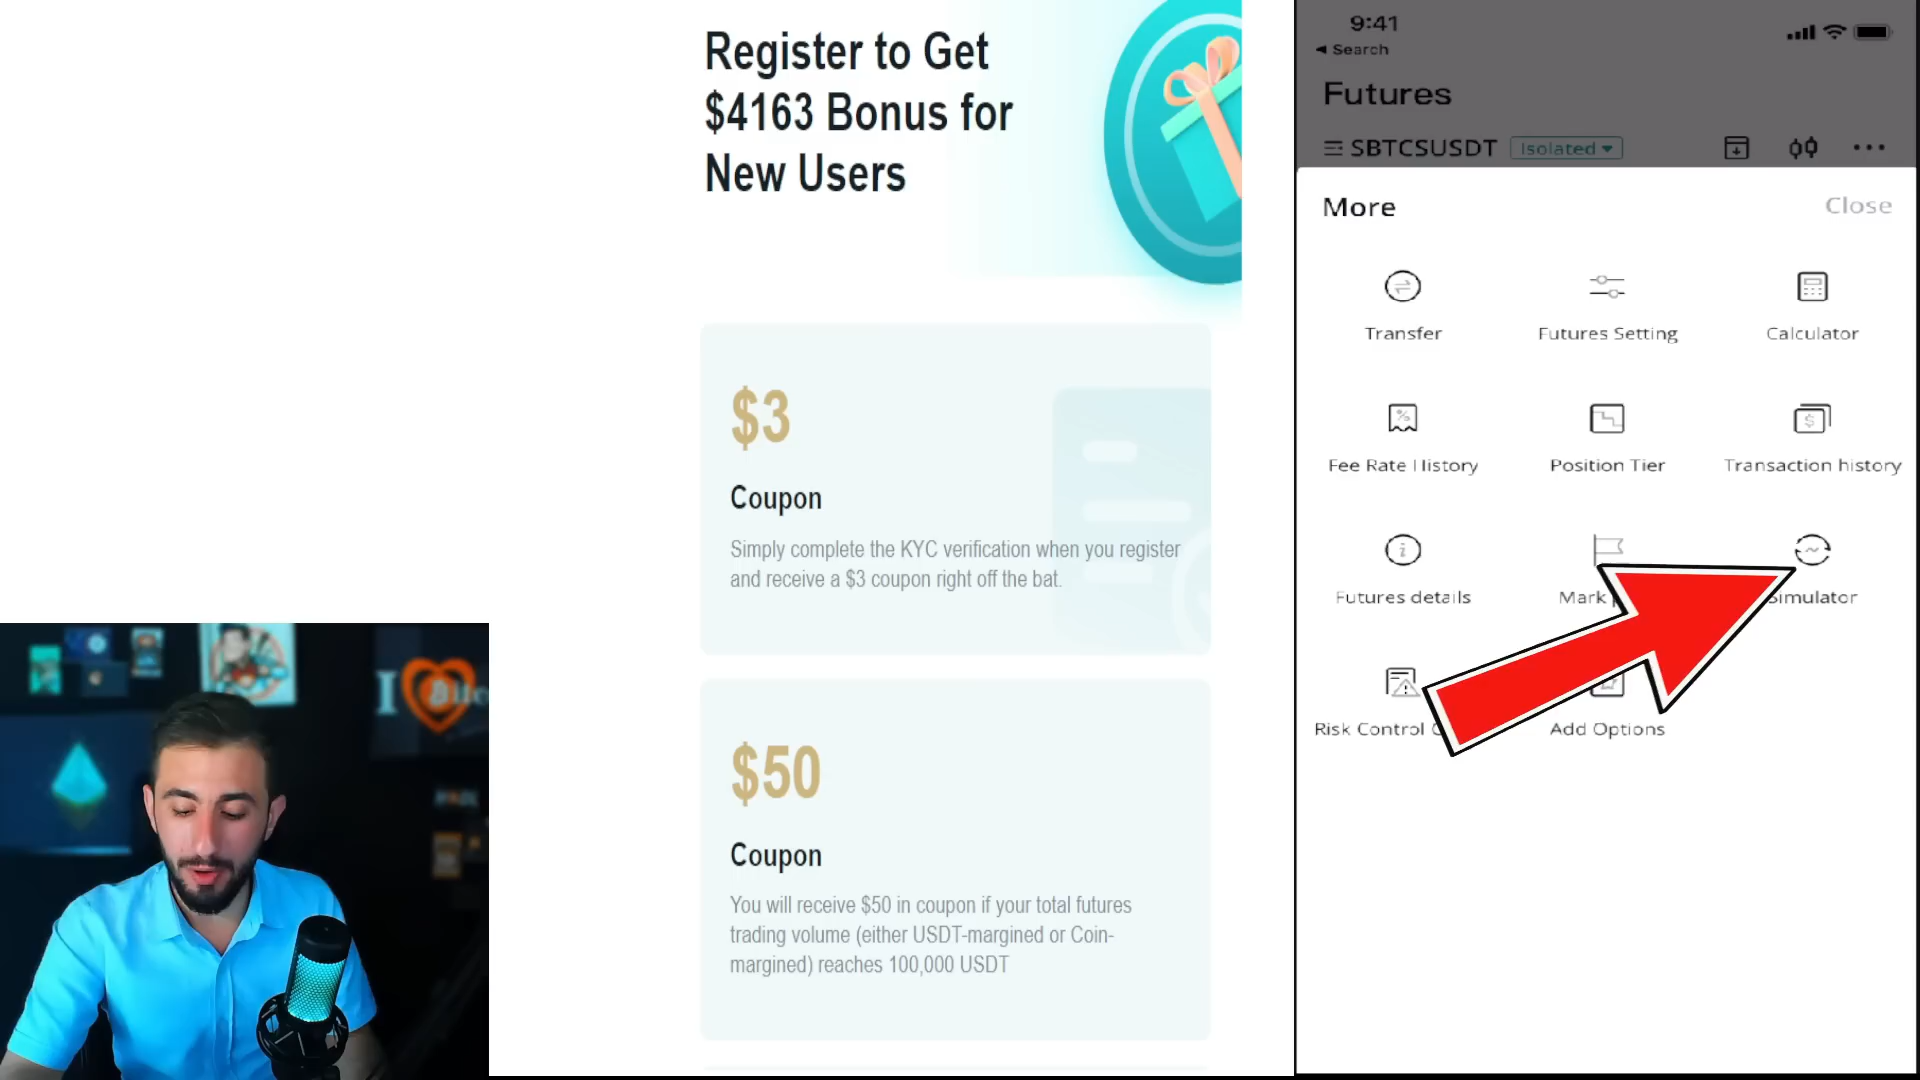 Register to Get
$4163 Bonus for
New Users
$3
Coupon
Simply complete the KYC verification when you register
and receive a $3 coupon right off the bat.
$50
Coupon
You will receive $50 in coupon if your total futures
trading volume (either USDT-margined or Coin-
margined) reaches 100,000 USDT
I
9:41
Search
Futures
SBTCSUSDT Isolated
More
Close
Transfer
Futures Setting
Calculator
Fee Rate History
Position Tier
Transaction history
Futures details
Mark
Simulator
Risk Control
Add Options